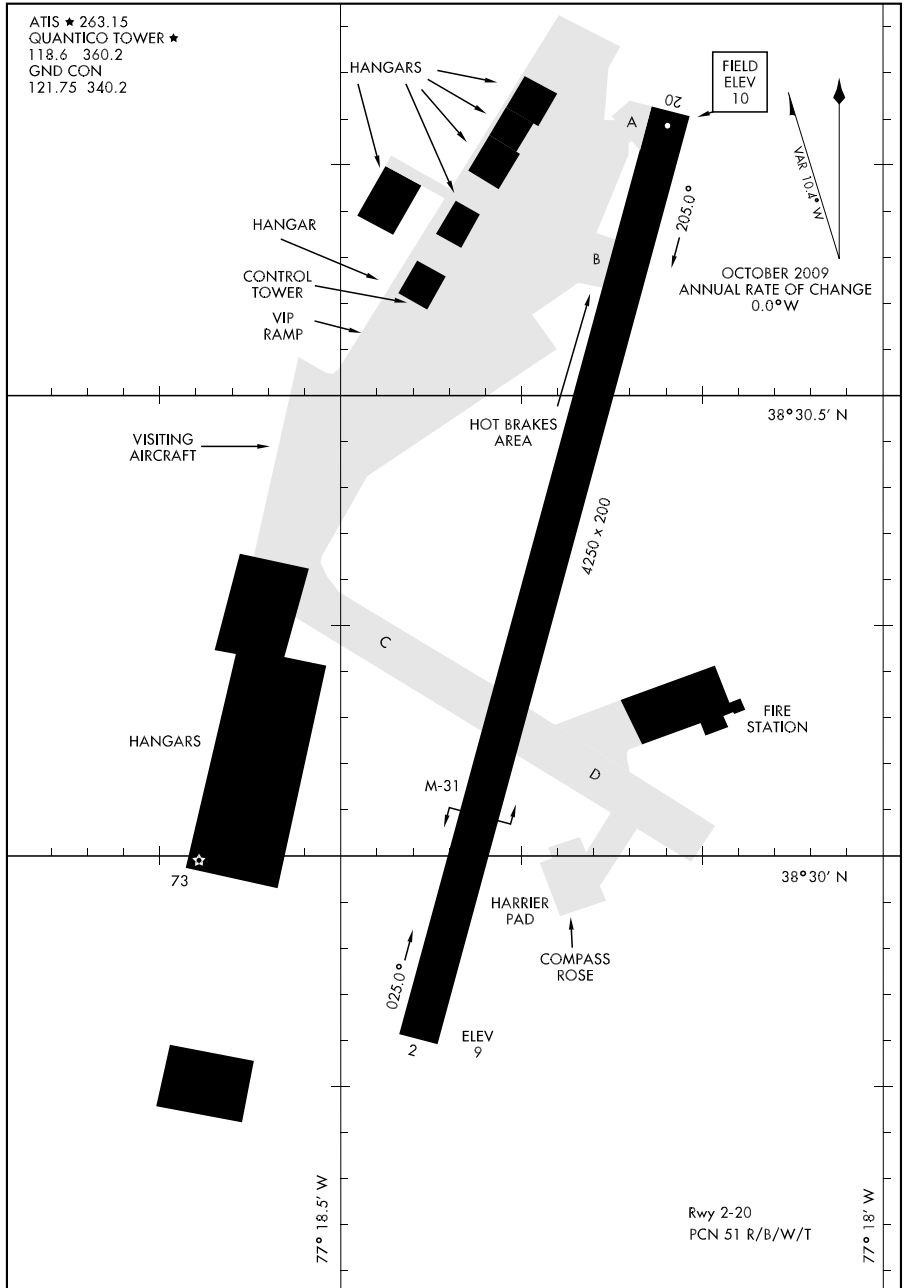 ATIS ★ 263.15
QUANTICO TOWER ★
118.6 360.2
GND CON
121.75 340.2
HANGARS
FIELD
ELEV
10
20
A
VAR 10.4° W
205.0°
HANGAR
B
CONTROL
TOWER
OCTOBER 2009
ANNUAL RATE OF CHANGE
0.0° W
VIP
RAMP
38° 30.5' N
HOT BRAKES
AREA
VISITING
AIRCRAFT
4250 x 200
C
FIRE
STATION
HANGARS
D
M-31
73
38° 30' N
HARRIER
PAD
COMPASS
ROSE
025.0°
2
ELEV
9
77° 18.5' W
77° 18' W
Rwy 2-20
PCN 51 R/B/W/T